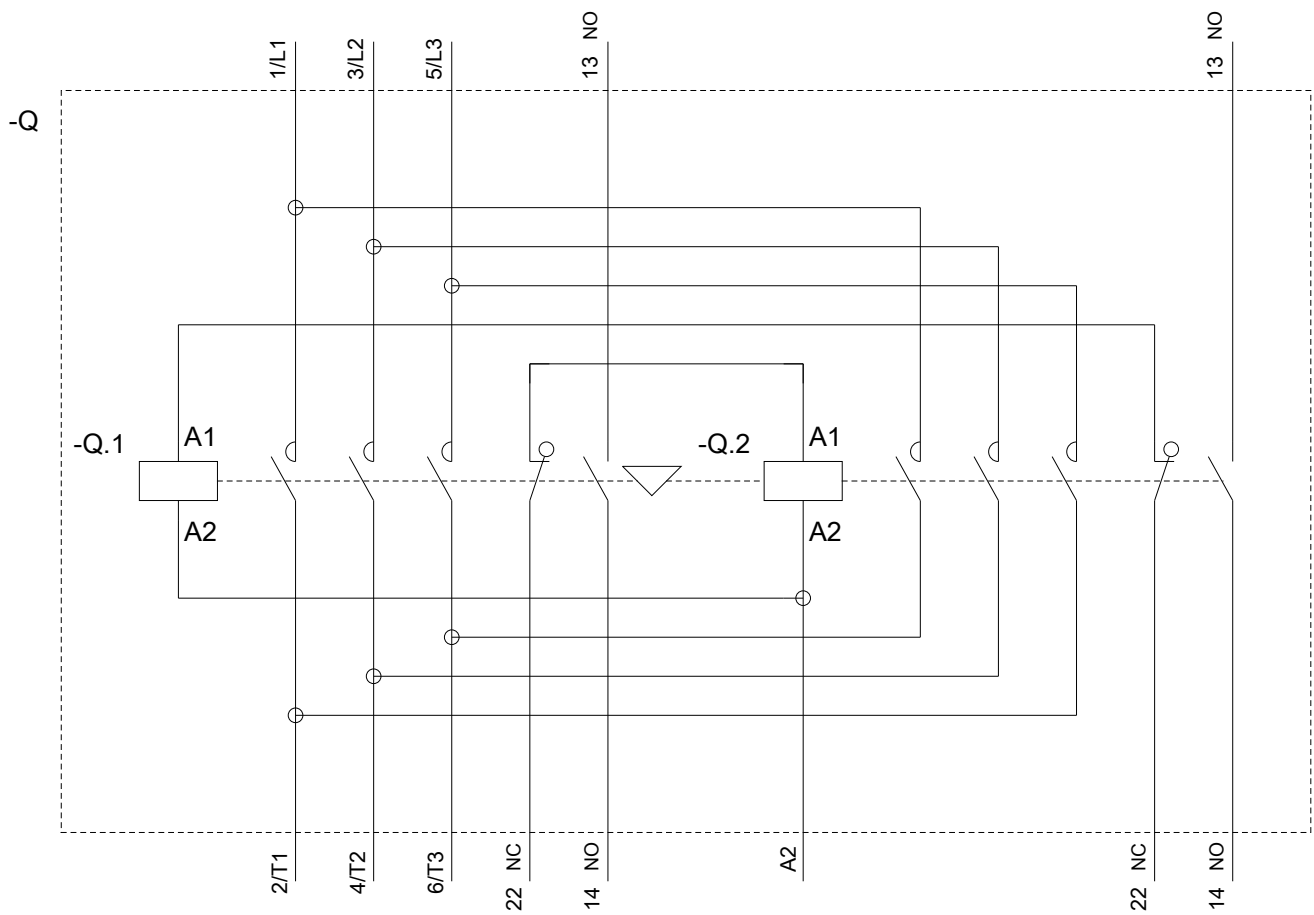 1/L1
3/L2
5/L3
13 NO
13 NO
-Q
-Q.1
A1
-Q.2
A1
A2
A2
2/T1
4/T2
6/T3
22 NC
14 NO
A2
22 NC
14 NO